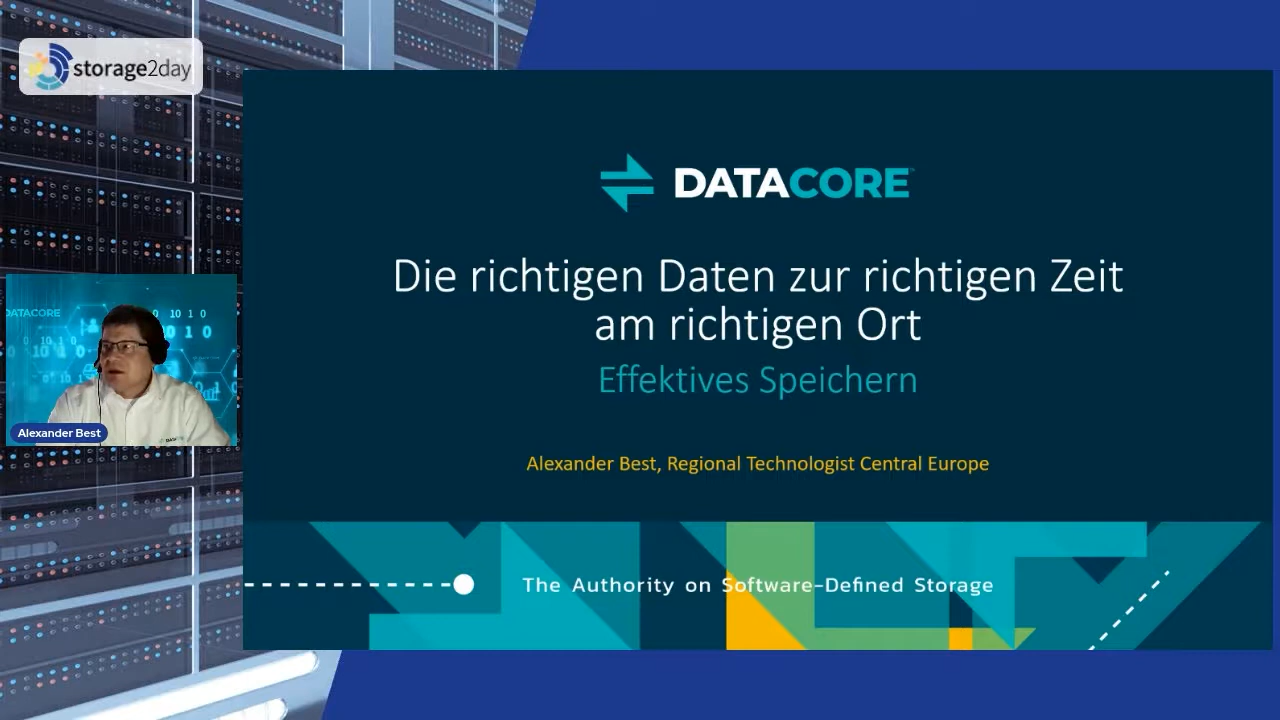 storage2day
DATACORE
Die richtigen Daten zur richtigen Zeit
am richtigen Ort
Effektives Speichern
Alexander Best, Regional Technologist Central Europe
The Authority on Software-Defined Storage
DATACORE
Alexander Best